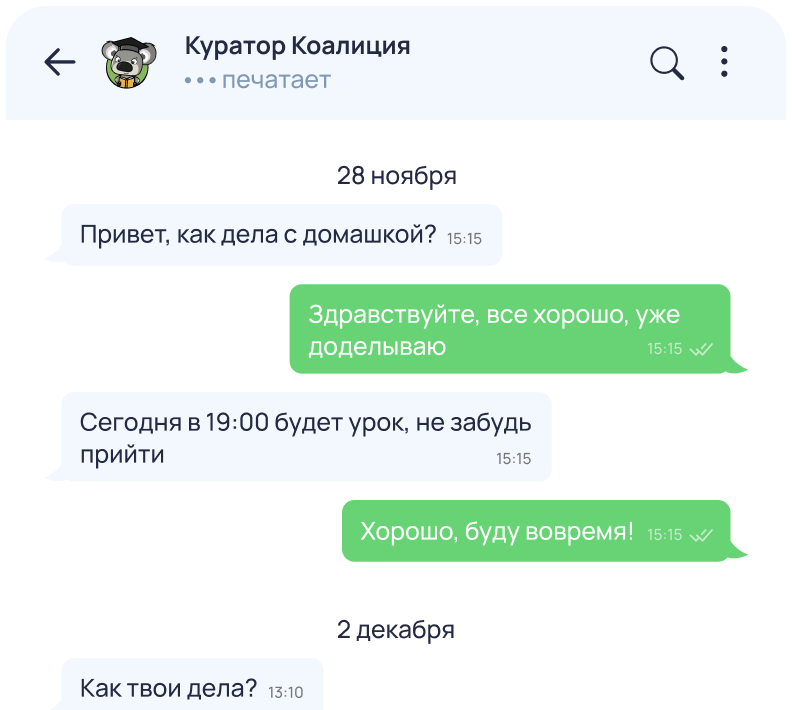 Куратор Коалиция
••• печатает
28 ноября
Привет, как дела с домашкой? 15:15
Здравствуйте, все хорошо, уже
доделываю 15:15
Сегодня в 19:00 будет урок, не забудь
прийти 15:15
Хорошо, буду вовремя! 15:15
2 декабря
Как твои дела? 13:10